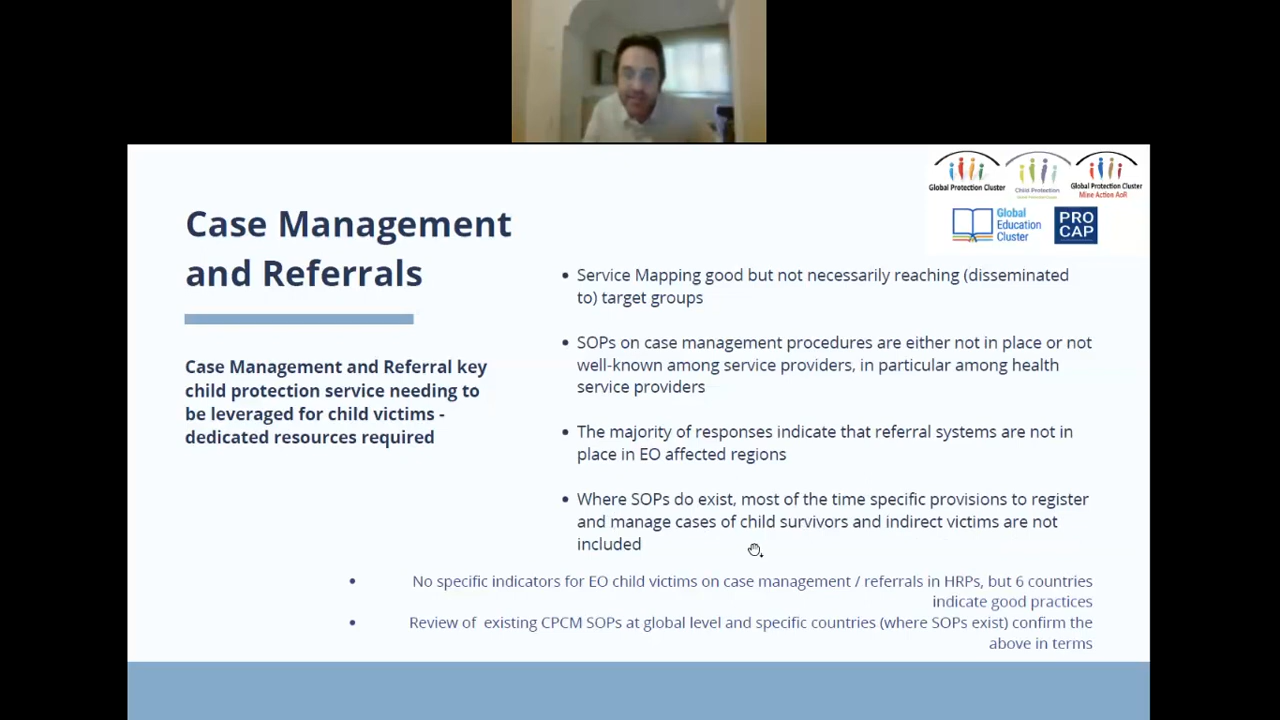 Global Protection Cluster
Child Protection
Global Protection Cluster
Mine Action AoR
Global
Education
Cluster
PRO
CAP
Case Management
and Referrals
Case Management and Referral key
child protection service needing to
be leveraged for child victims -
dedicated resources required
• Service Mapping good but not necessarily reaching (disseminated
to) target groups
• SOPs on case management procedures are either not in place or not
well-known among service providers, in particular among health
service providers
• The majority of responses indicate that referral systems are not in
place in EO affected regions
• Where SOPs do exist, most of the time specific provisions to register
and manage cases of child survivors and indirect victims are not
included
• No specific indicators for EO child victims on case management / referrals in HRPs, but 6 countries
indicate good practices
• Review of existing CPCM SOPs at global level and specific countries (where SOPs exist) confirm the
above in terms